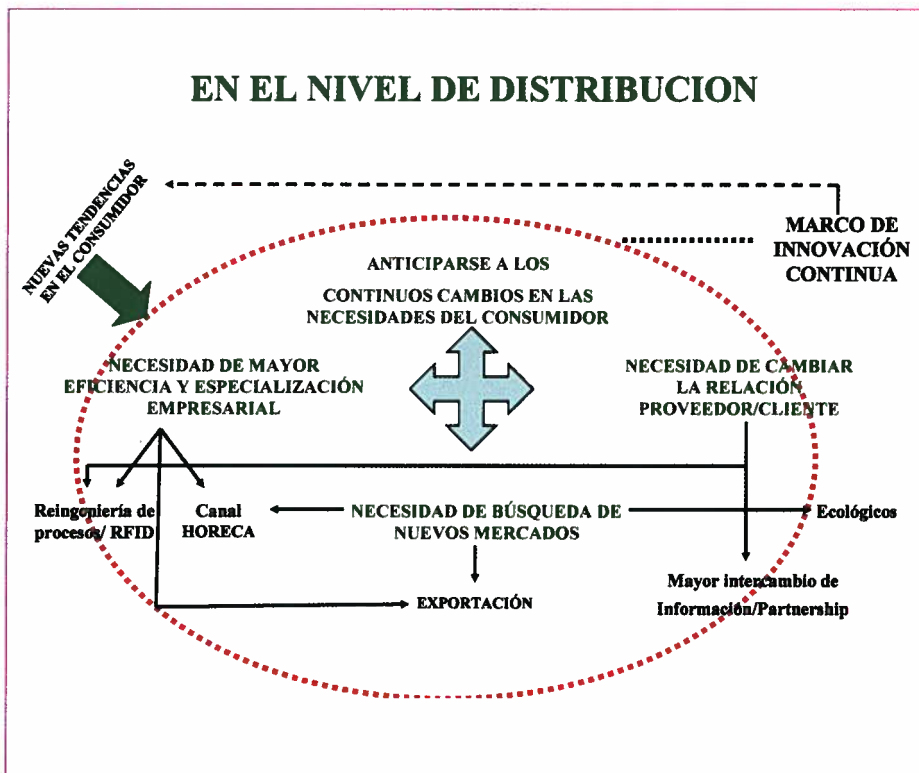 EN EL NIVEL DE DISTRIBUCION
NUEVAS TENDENCIAS
EN EL CONSUMIDOR
MARCO DE
INNOVACIÓN
CONTINUA
ANTICIPARSE A LOS
CONTINUOS CAMBIOS EN LAS
NECESIDADES DEL CONSUMIDOR
NECESIDAD DE MAYOR
EFICIENCIA Y ESPECIALIZACIÓN
EMPRESARIAL
NECESIDAD DE CAMBIAR
LA RELACIÓN
PROVEEDOR/CLIENTE
Reingoniería de
procesos/ RFID
Canal
HORECA
NECESIDAD DE BÚSQUEDA DE
NUEVOS MERCADOS
Ecológicos
EXPORTACIÓN
Mayor intercambio de
Información/Partnership